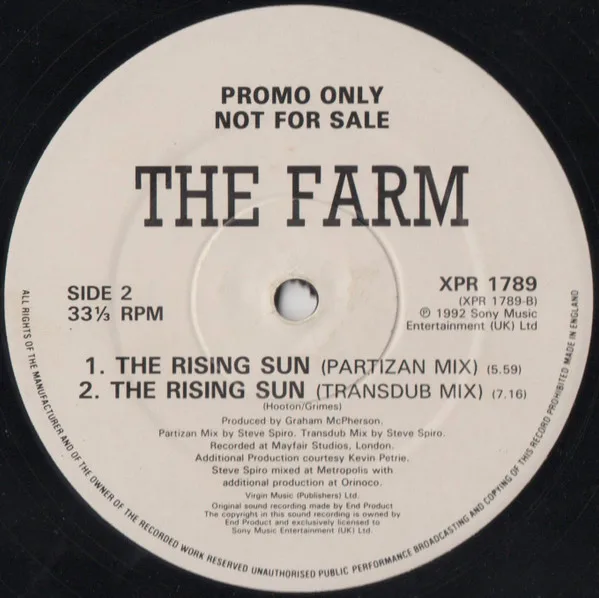 PROMO ONLY
NOT FOR SALE
THE FARM
SIDE 2
33⅓ RPM
XPR 1789
(XPR 1789-B)
℗ 1992 Sony Music
Entertainment (UK) Ltd
1. THE RISING SUN (PARTIZAN MIX) (5.59)
2. THE RISING SUN (TRANSDUB MIX) (7.16)
(Hooton/Grimes)
Produced by Graham McPherson.
Partizan Mix by Steve Spiro. Transdub Mix by Steve Spiro.
Recorded at Mayfair Studios, London.
Additional Production courtesy Kevin Petrie.
Steve Spiro mixed at Metropolis with
additional production at Orinoco.
Virgin Music (Publishers) Ltd.
Original sound recording made by End Product
The copyright in this sound recording is owned by
End Product and exclusively licensed to
Sony Music Entertainment (UK) Ltd.
ALL RIGHTS OF THE MANUFACTURER AND OF THE OWNER OF THE RECORDED WORK RESERVED UNAUTHORISED PUBLIC PERFORMANCE BROADCASTING AND COPYING OF THIS RECORD PROHIBITED MADE IN ENGLAND